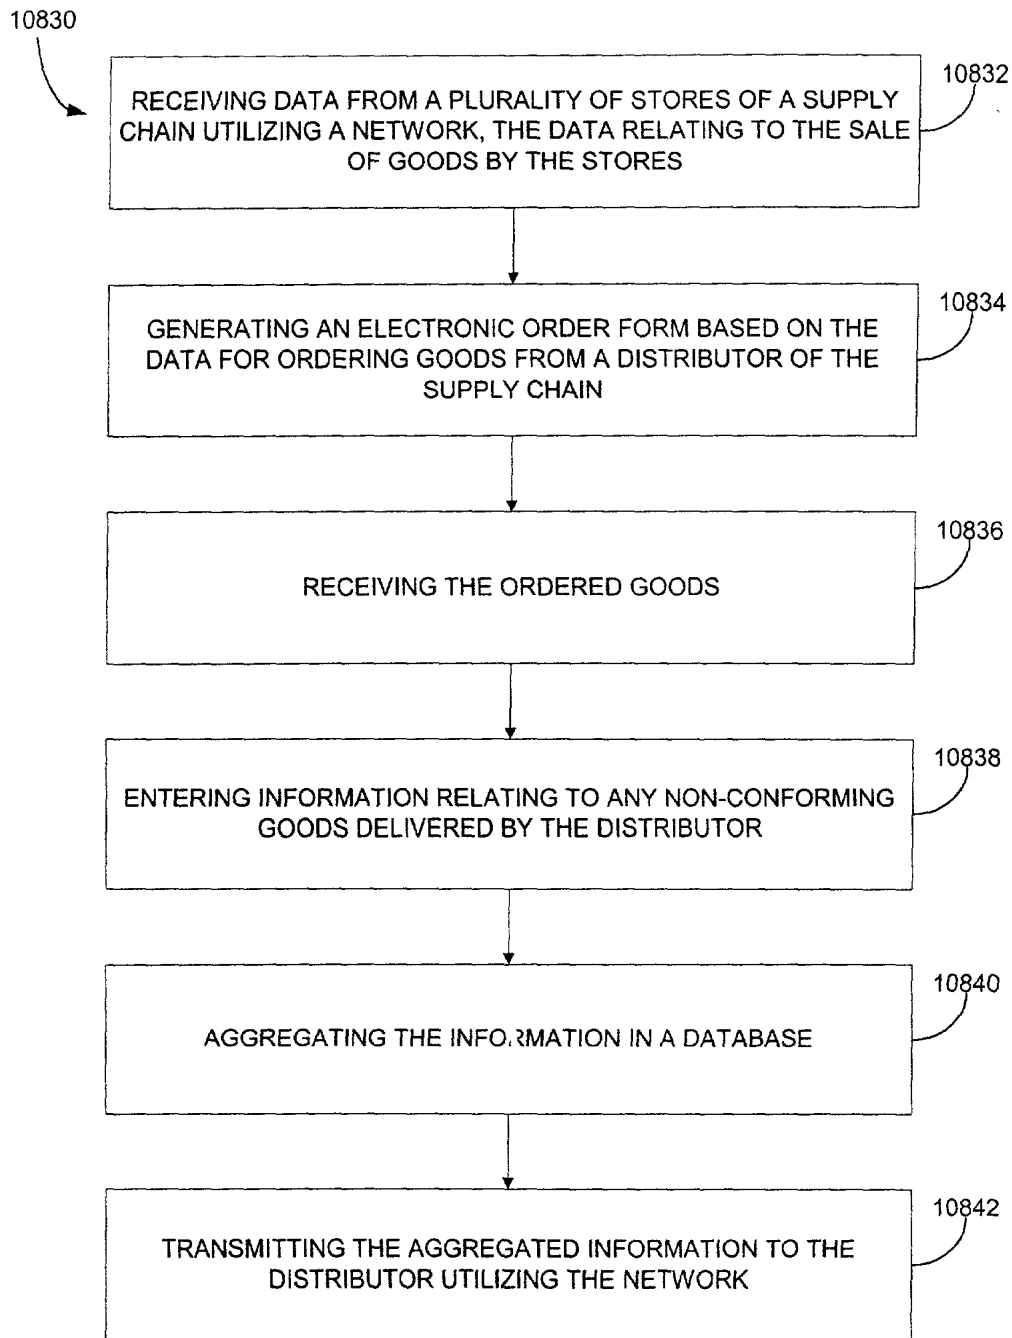 10830
10832
RECEIVING DATA FROM A PLURALITY OF STORES OF A SUPPLY
CHAIN UTILIZING A NETWORK, THE DATA RELATING TO THE SALE
OF GOODS BY THE STORES
10834
GENERATING AN ELECTRONIC ORDER FORM BASED ON THE
DATA FOR ORDERING GOODS FROM A DISTRIBUTOR OF THE
SUPPLY CHAIN
10836
RECEIVING THE ORDERED GOODS
10838
ENTERING INFORMATION RELATING TO ANY NON-CONFORMING
GOODS DELIVERED BY THE DISTRIBUTOR
10840
AGGREGATING THE INFORMATION IN A DATABASE
10842
TRANSMITTING THE AGGREGATED INFORMATION TO THE
DISTRIBUTOR UTILIZING THE NETWORK